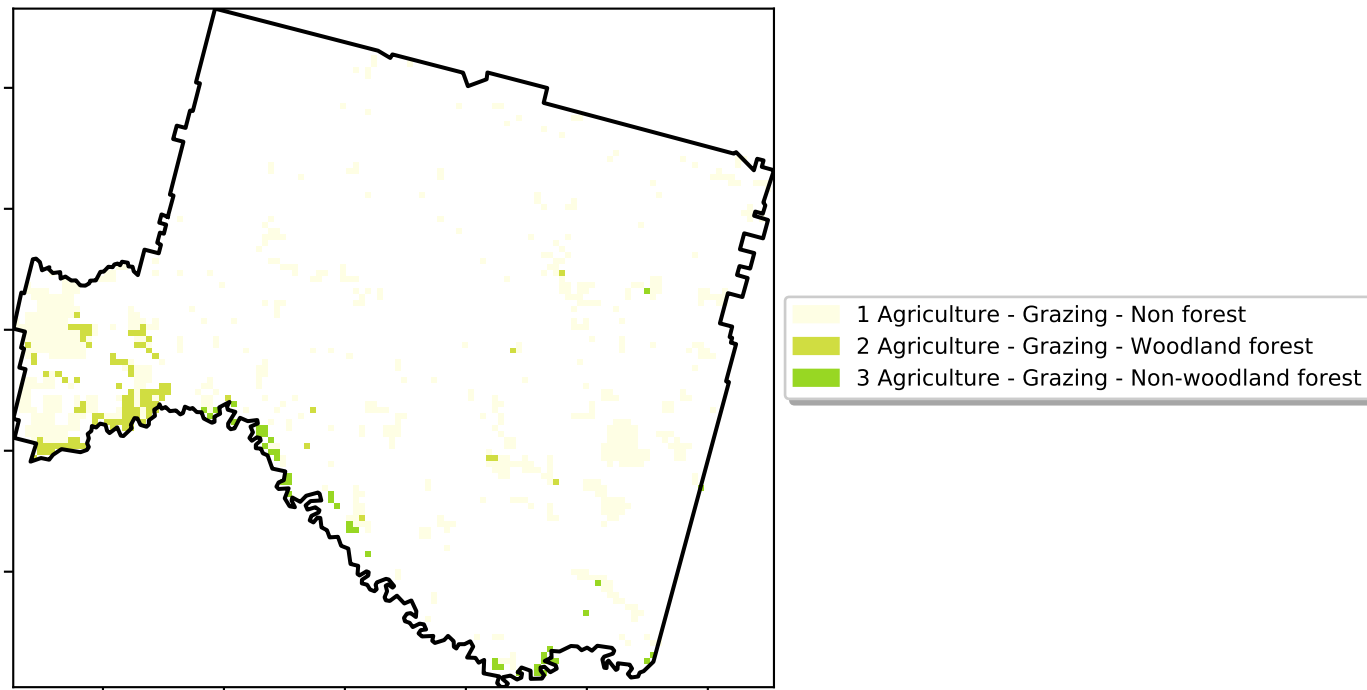 1 Agriculture - Grazing - Non forest
2 Agriculture - Grazing - Woodland forest
3 Agriculture - Grazing - Non-woodland forest